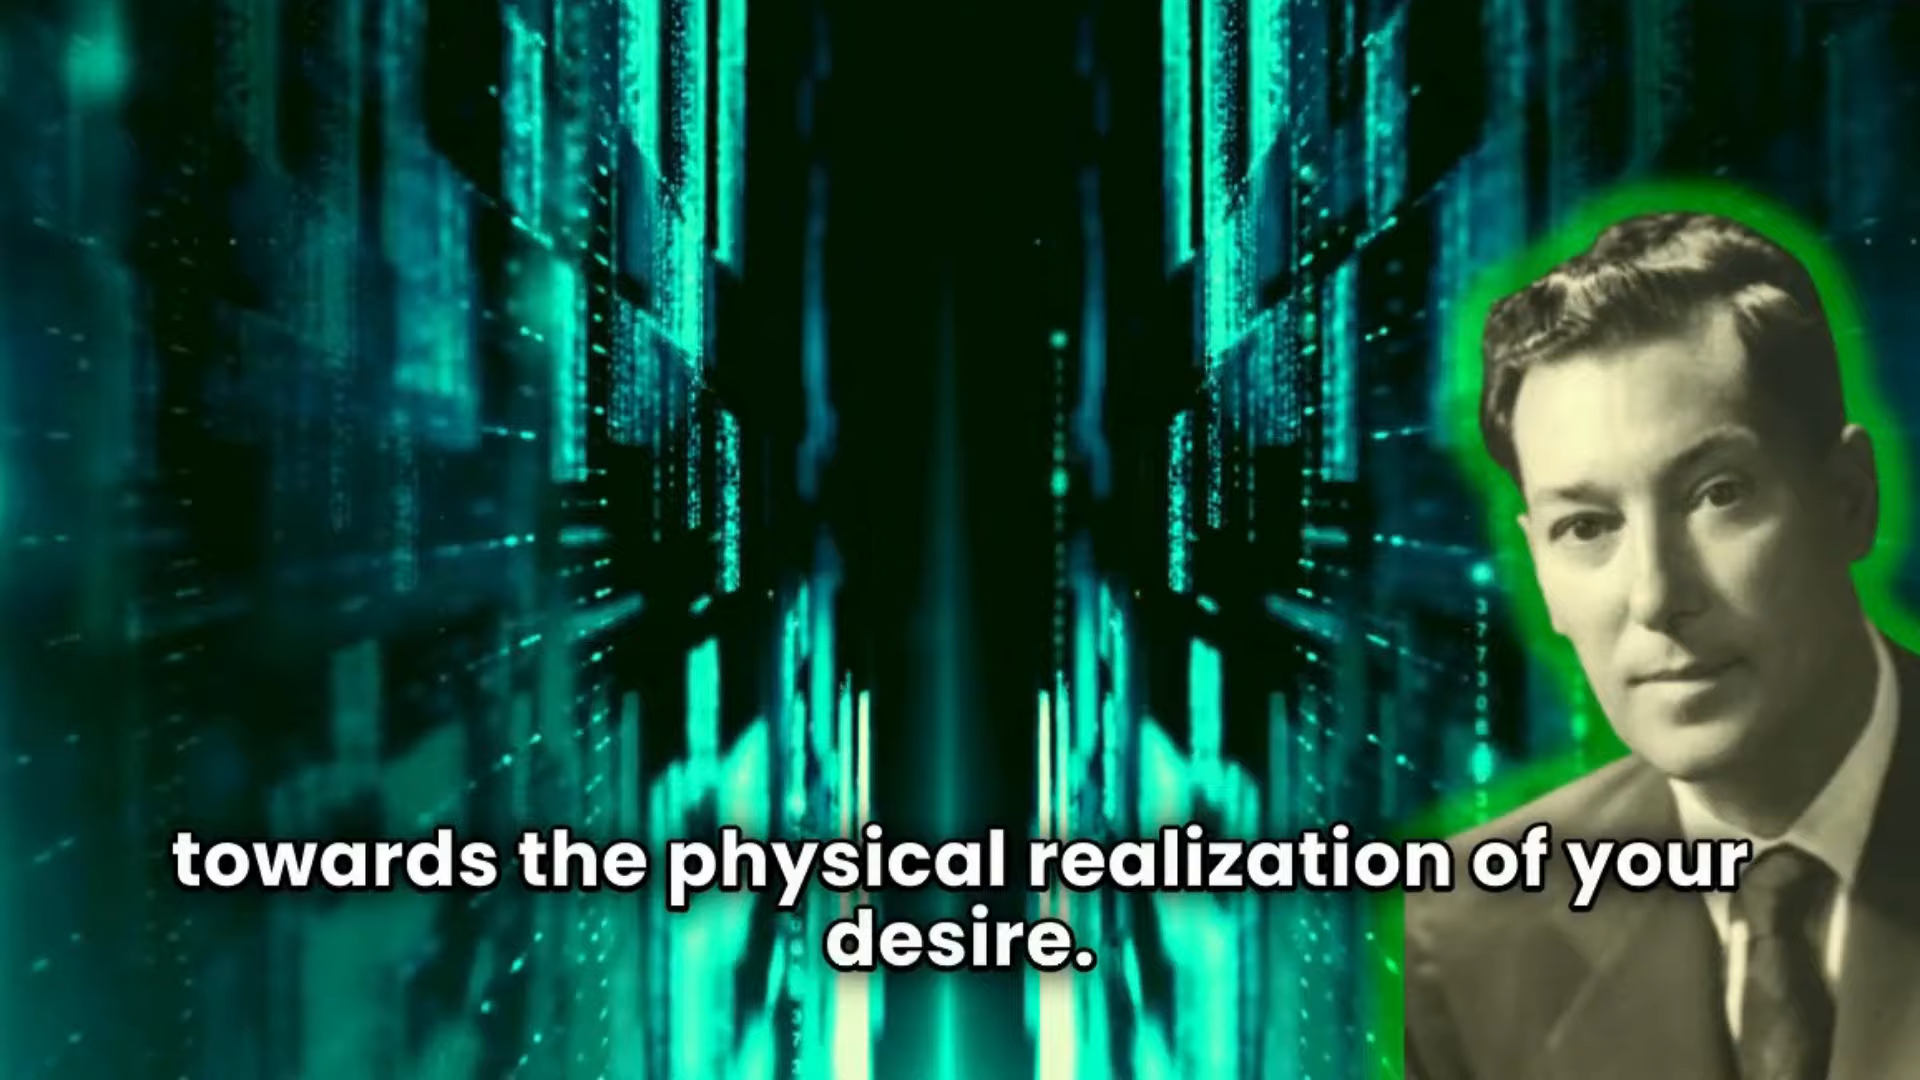 towards the physical realization of your
desire.